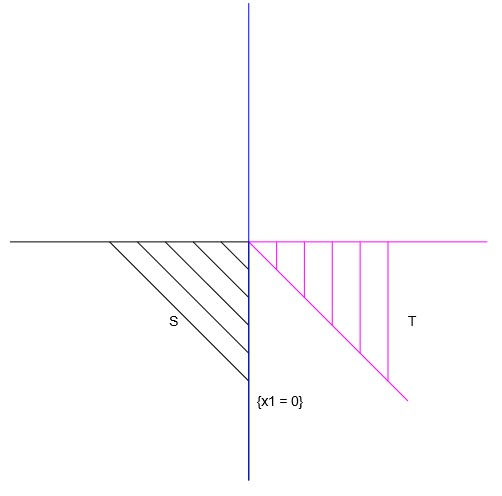 S
T
{x1 = 0}